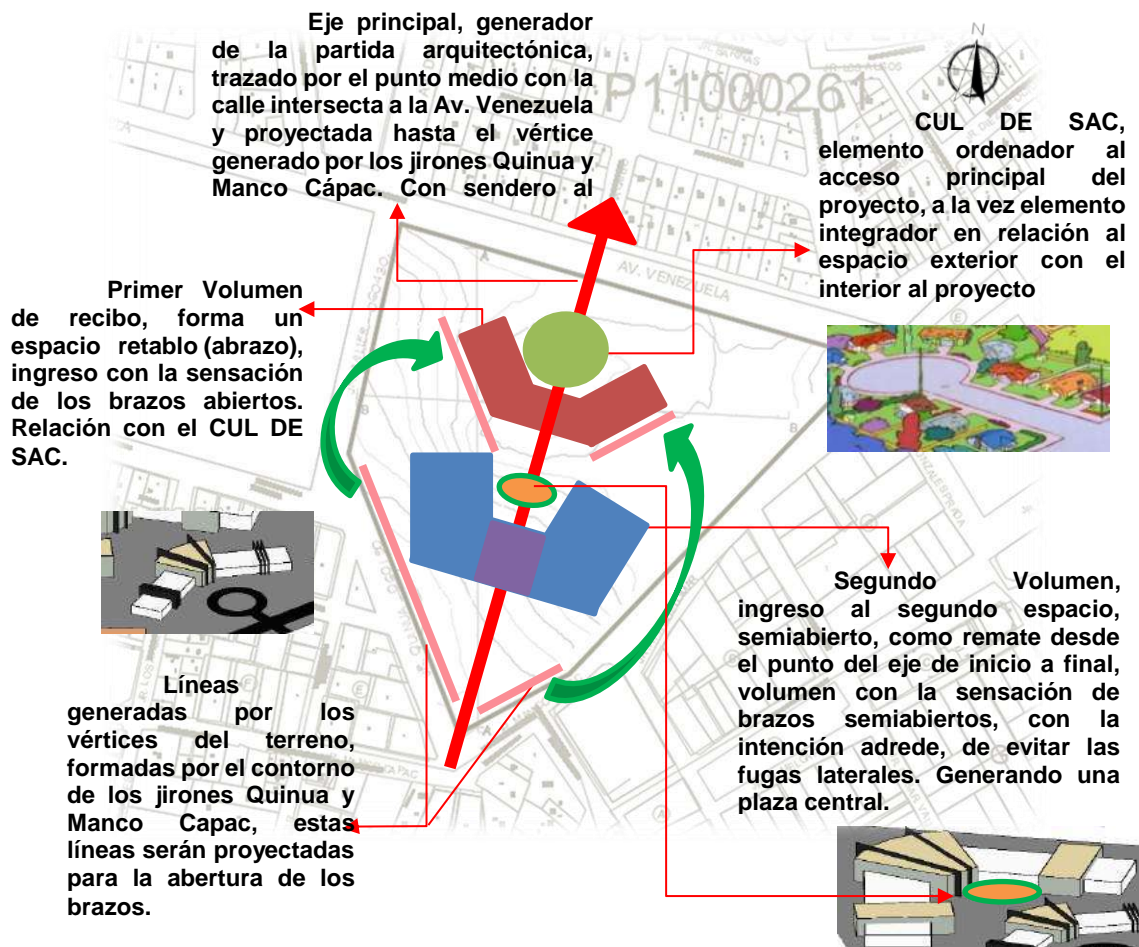 Eje principal, generador
de la partida arquitectónica,
trazado por el punto medio con la
calle intersecta a la Av. Venezuela
y proyectada hasta el vértice
generado por los jirones Quinua y
Manco Cápac. Con sendero al
P11000261
CUL DE SAC,
elemento ordenador al
acceso principal del
proyecto, a la vez elemento
integrador en relación al
espacio exterior con el
interior al proyecto
AV. VENEZUELA
Primer Volumen
de recibo, forma un
espacio retablo (abrazo),
ingreso con la sensación
de los brazos abiertos.
Relación con el CUL DE
SAC.
A
B
B
A
Segundo Volumen,
ingreso al segundo espacio,
semiabierto, como remate desde
el punto del eje de inicio a final,
volumen con la sensación de
brazos semiabiertos, con la
intención adrede, de evitar las
fugas laterales. Generando una
plaza central.
Líneas
generadas por los
vértices del terreno,
formadas por el contorno
de los jirones Quinua y
Manco Capac, estas
líneas serán proyectadas
para la abertura de los
brazos.